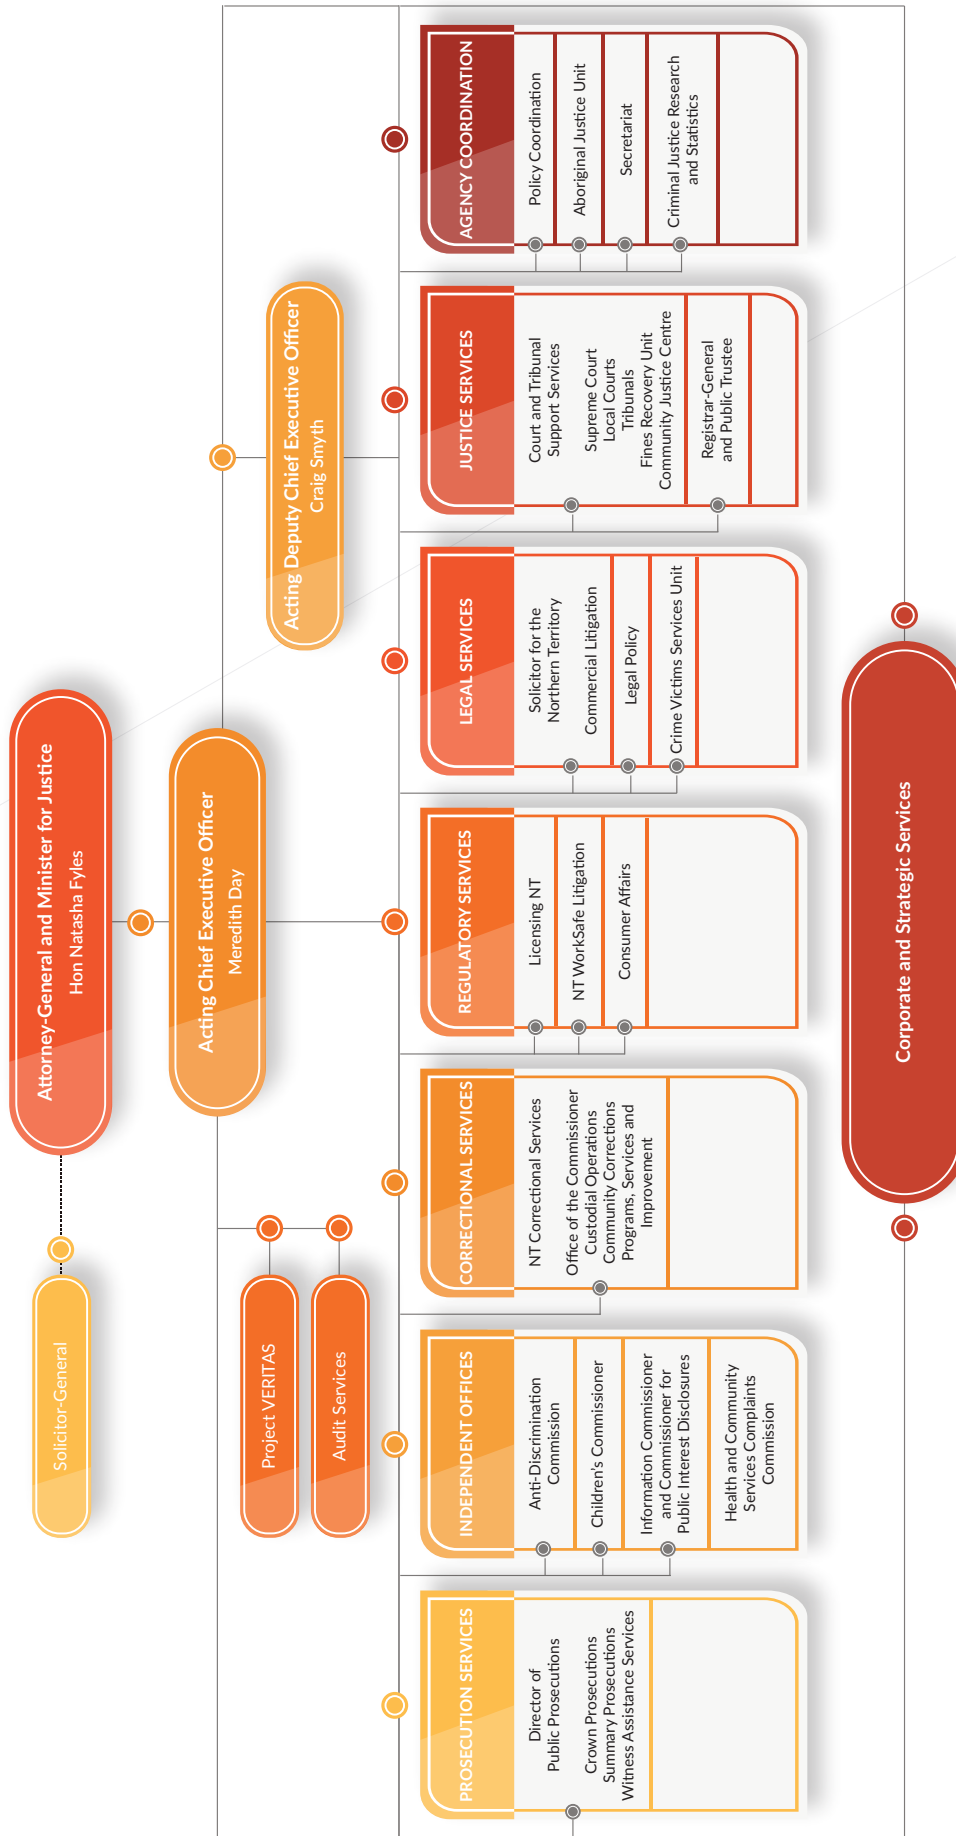 Attorney-General and Minister for Justice
Hon Natasha Fyles
Solicitor-General
Acting Chief Executive Officer
Meredith Day
Acting Deputy Chief Executive Officer
Craig Smyth
Project VERITAS
Audit Services
PROSECUTION SERVICES
Director of
Public Prosecutions
Crown Prosecutions
Summary Prosecutions
Witness Assistance Services
INDEPENDENT OFFICES
Anti-Discrimination
Commission
Children's Commissioner
Information Commissioner
and Commissioner for
Public Interest Disclosures
Health and Community
Services Complaints
Commission
CORRECTIONAL SERVICES
NT Correctional Services
Office of the Commissioner
Custodial Operations
Community Corrections
Programs, Services and
Improvement
REGULATORY SERVICES
Licensing NT
NT WorkSafe Litigation
Consumer Affairs
LEGAL SERVICES
Solicitor for the
Northern Territory
Commercial Litigation
Legal Policy
Crime Victims Services Unit
JUSTICE SERVICES
Court and Tribunal
Support Services
Supreme Court
Local Courts
Tribunals
Fines Recovery Unit
Community Justice Centre
Registrar-General
and Public Trustee
AGENCY COORDINATION
Policy Coordination
Aboriginal Justice Unit
Secretariat
Criminal Justice Research
and Statistics
Corporate and Strategic Services